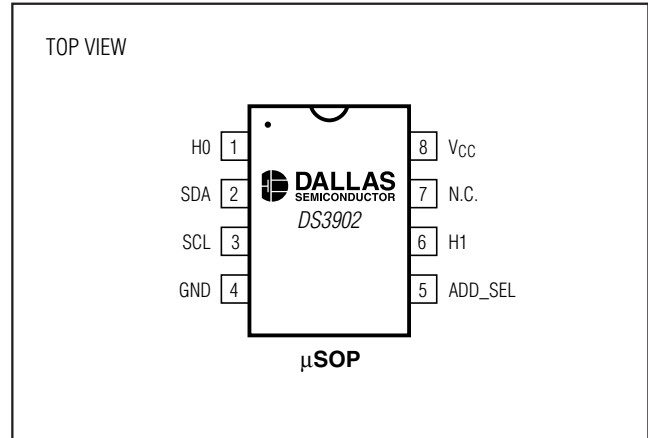 TOP VIEW
H0 1 8 VCC
DALLAS
SEMICONDUCTOR
SDA 2 7 N.C.
DS3902
SCL 3 6 H1
GND 4 5 ADD_SEL
μSOP